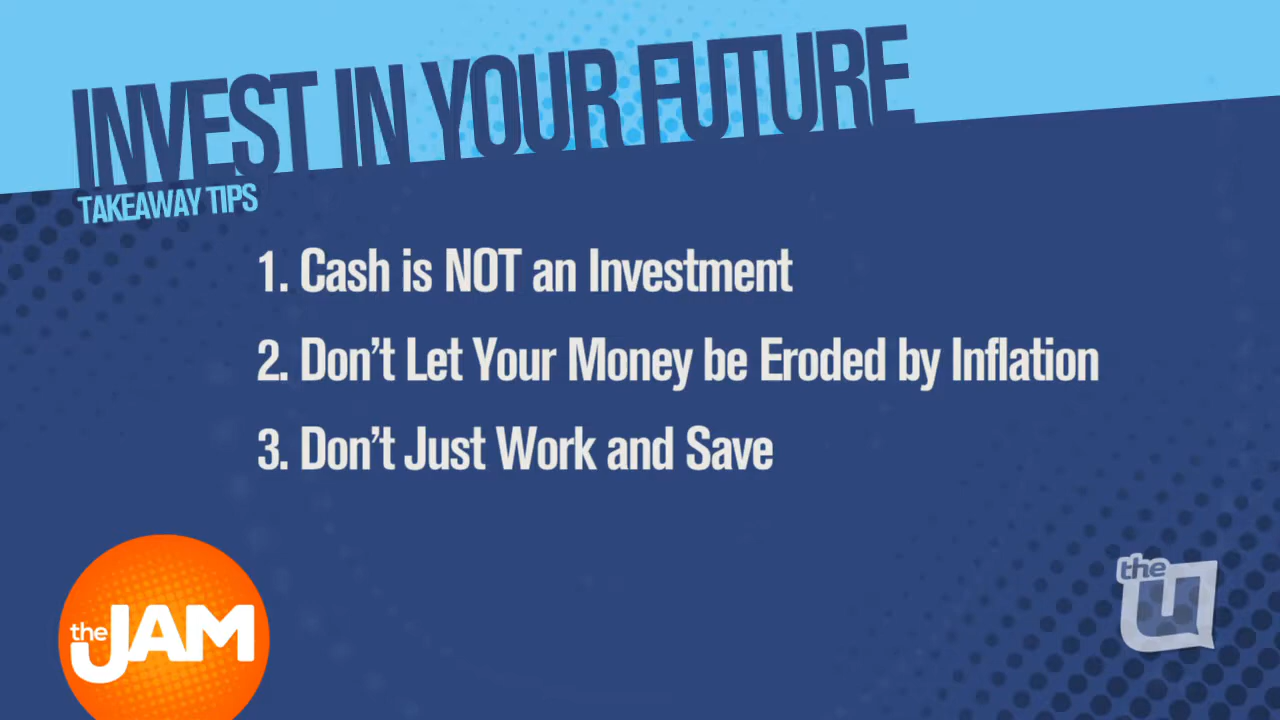 INVEST IN YOUR FUTURE
TAKEAWAY TIPS
1. Cash is NOT an Investment
2. Don’t Let Your Money be Eroded by Inflation
3. Don’t Just Work and Save
the JAM
the U